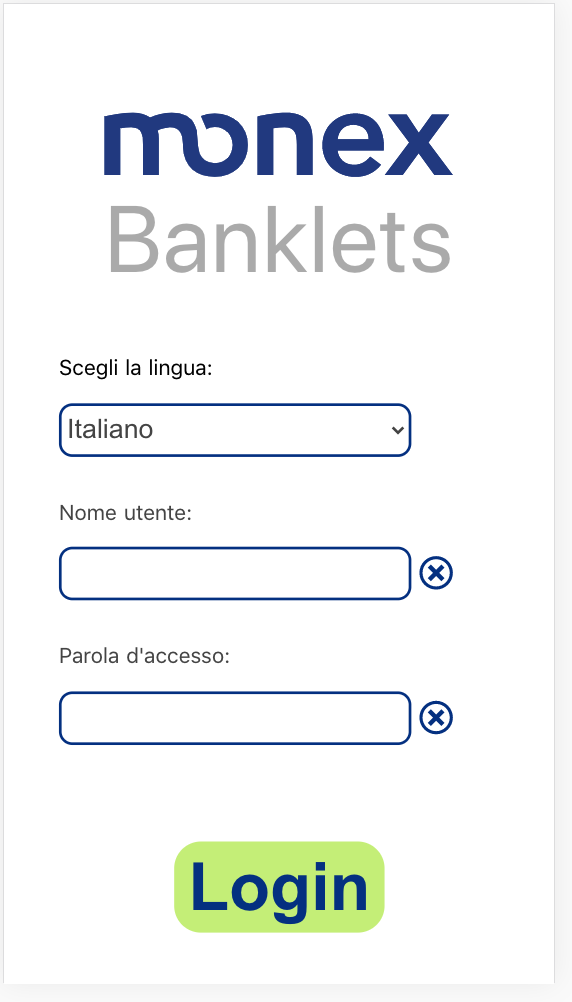 monex
Banklets
Scegli la lingua:
Italiano
Nome utente:
Parola d'accesso:
Login